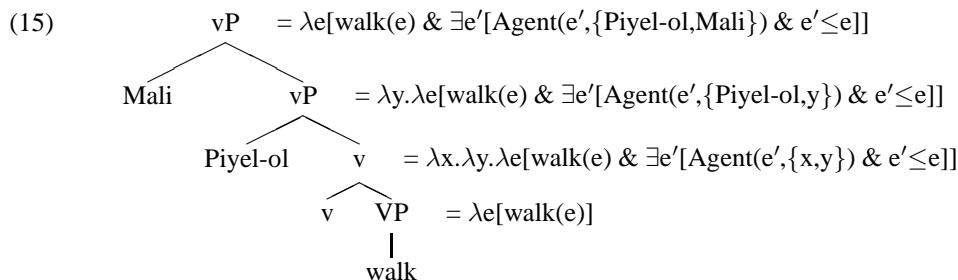 (15) vP = λe[walk(e) & ∃e′[Agent(e′,{Piyel-ol,Mali}) & e′≤e]]
Mali vP = λy.λe[walk(e) & ∃e′[Agent(e′,{Piyel-ol,y}) & e′≤e]]
Piyel-ol v = λx.λy.λe[walk(e) & ∃e′[Agent(e′,{x,y}) & e′≤e]]
v VP = λe[walk(e)]
walk